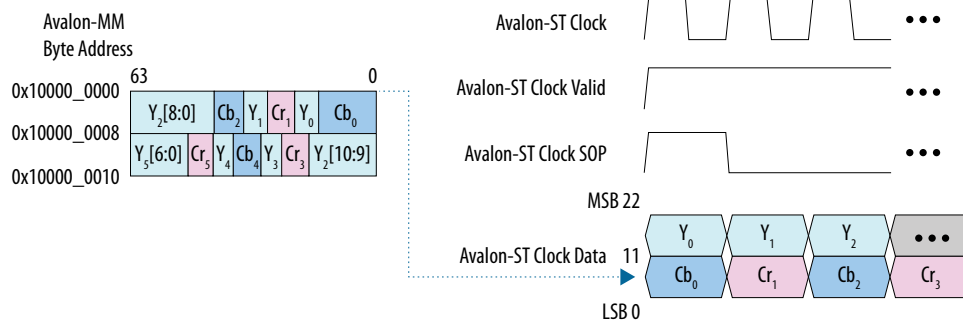 Avalon-MM
Byte Address
63 0
0x10000_0000
Y2[8:0] Cb2 Y1 Cr1 Y0 Cb0
0x10000_0008
Y5[6:0] Cr5 Y4 Cb4 Y3 Cr3 Y2[10:9]
0x10000_0010
Avalon-ST Clock •••
Avalon-ST Clock Valid •••
Avalon-ST Clock SOP •••
MSB 22
Y0 Y1 Y2 •••
Avalon-ST Clock Data 11
Cb0 Cr1 Cb2 Cr3
LSB 0